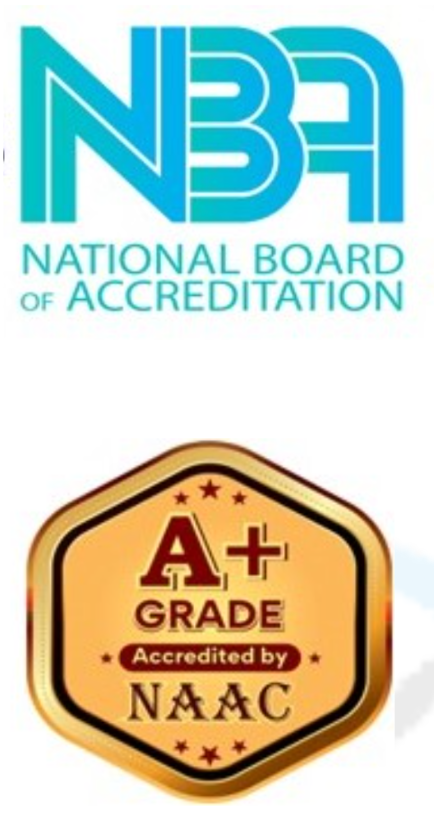 NBA
NATIONAL BOARD
OF ACCREDITATION
A+
GRADE
Accredited by
NAAC